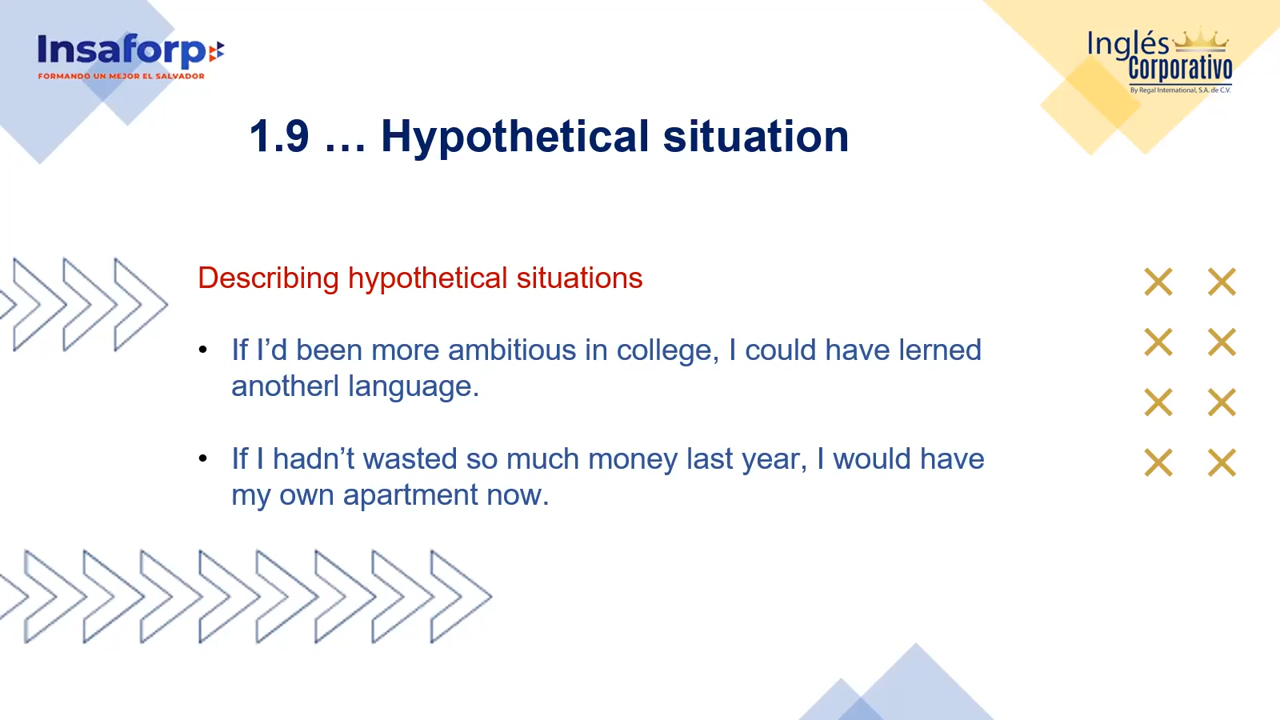 Insaforp
FORMANDO UN MEJOR EL SALVADOR
Inglés
Corporativo
By Regal International, S.A. de C.V.
1.9 … Hypothetical situation
Describing hypothetical situations
• If I’d been more ambitious in college, I could have lerned
anotherl language.
• If I hadn’t wasted so much money last year, I would have
my own apartment now.